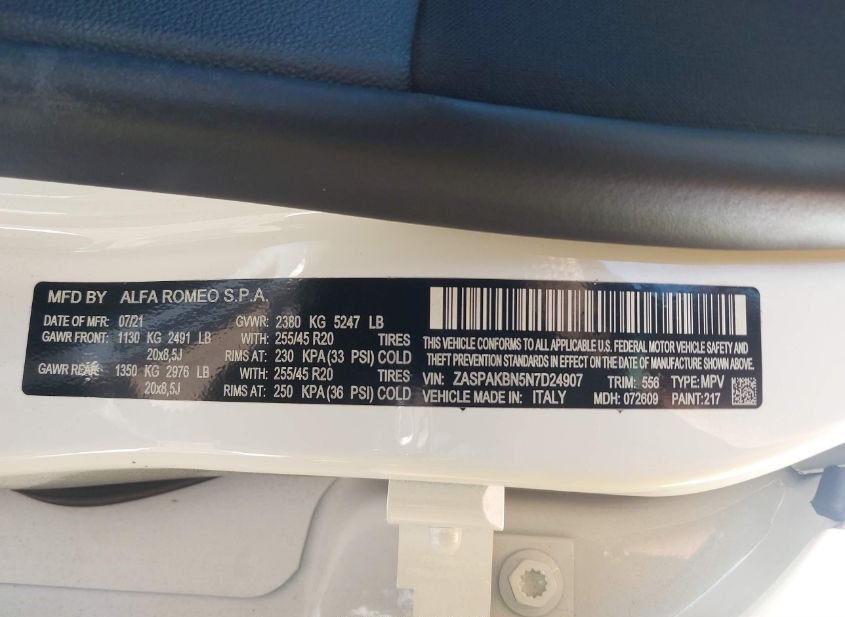 MFD BY ALFA ROMEO S.P.A.
DATE OF MFR: 07/21 GVWR: 2380 KG 5247 LB
GAWR FRONT: 1130 KG 2491 LB WITH: 255/45 R20 TIRES
20x8,5J RIMS AT: 230 KPA (33 PSI) COLD
GAWR REAR: 1350 KG 2976 LB WITH: 255/45 R20 TIRES
20x8,5J RIMS AT: 250 KPA (36 PSI) COLD
THIS VEHICLE CONFORMS TO ALL APPLICABLE U.S. FEDERAL MOTOR VEHICLE SAFETY AND
THEFT PREVENTION STANDARDS IN EFFECT ON THE DATE OF MANUFACTURE SHOWN ABOVE.
VIN: ZASPAKBN5N7D24907 TRIM: 556 TYPE: MPV
VEHICLE MADE IN: ITALY MDH: 072609 PAINT: 217